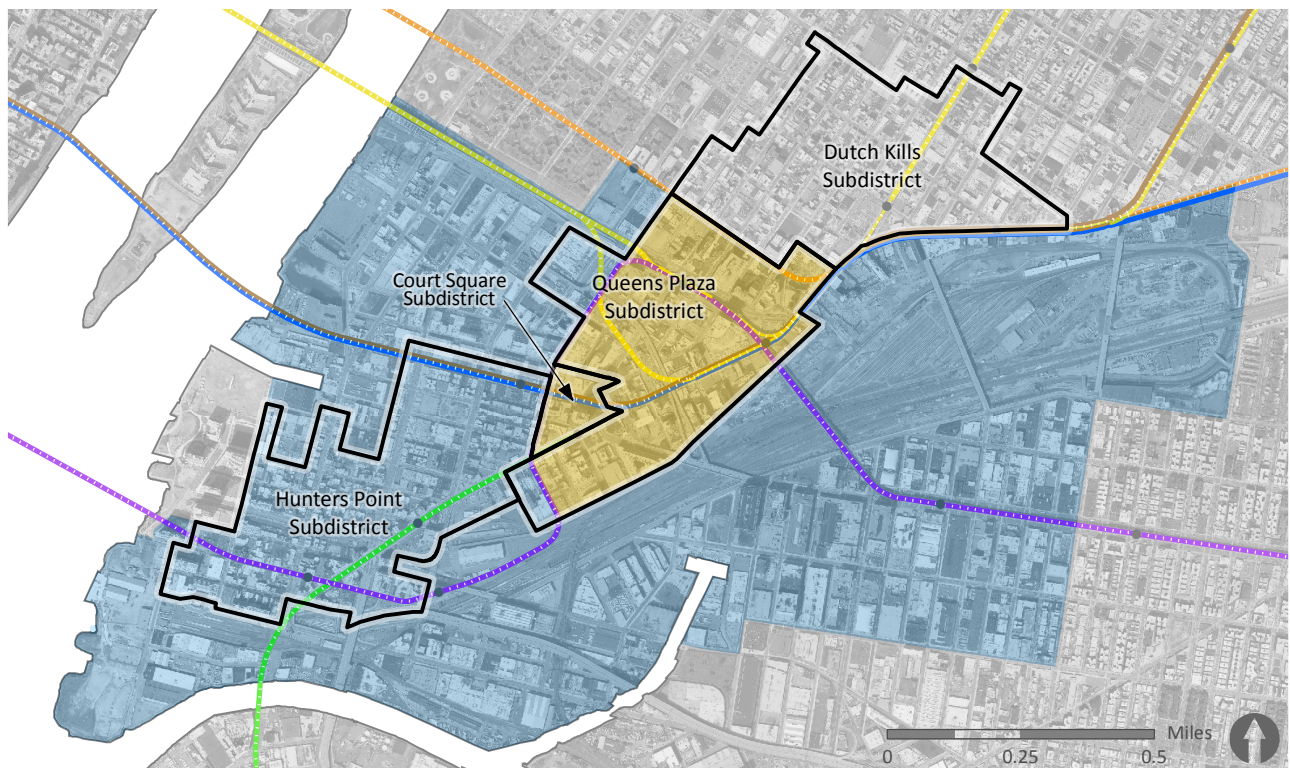 Dutch Kills
Subdistrict
Court Square
Subdistrict
Queens Plaza
Subdistrict
Hunters Point
Subdistrict
Miles
0 0.25 0.5